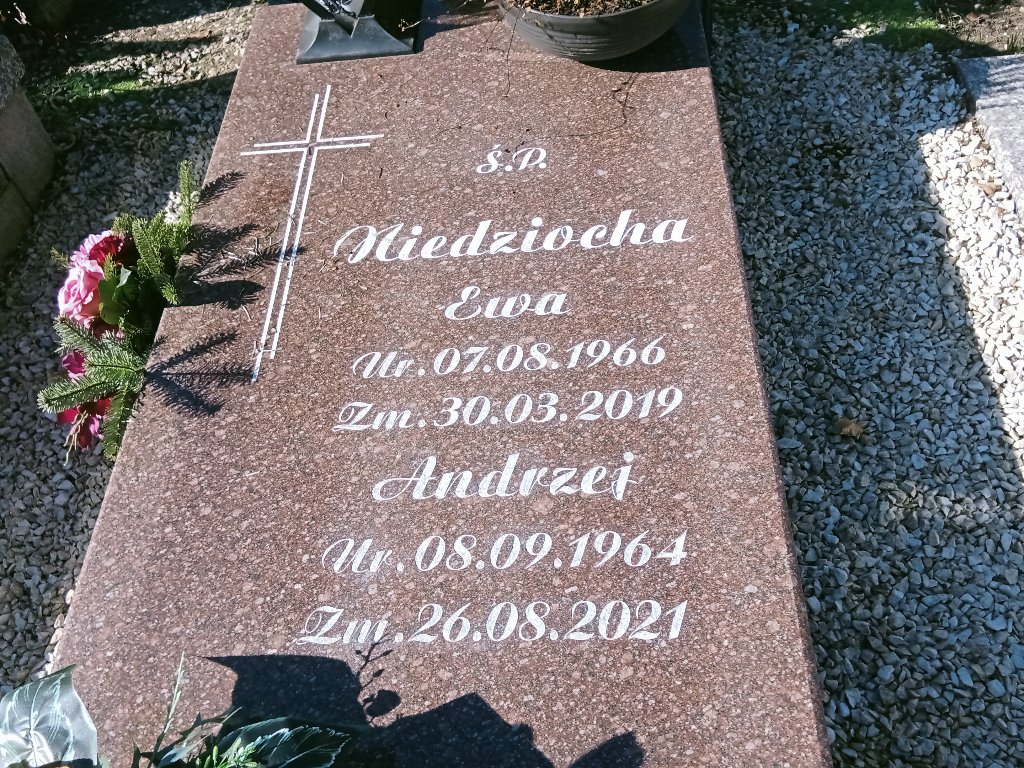 Ś.P.
Niedziocha
Ewa
Ur.07.08.1966
Zm.30.03.2019
Andrzej
Ur.08.09.1964
Zm.26.08.2021